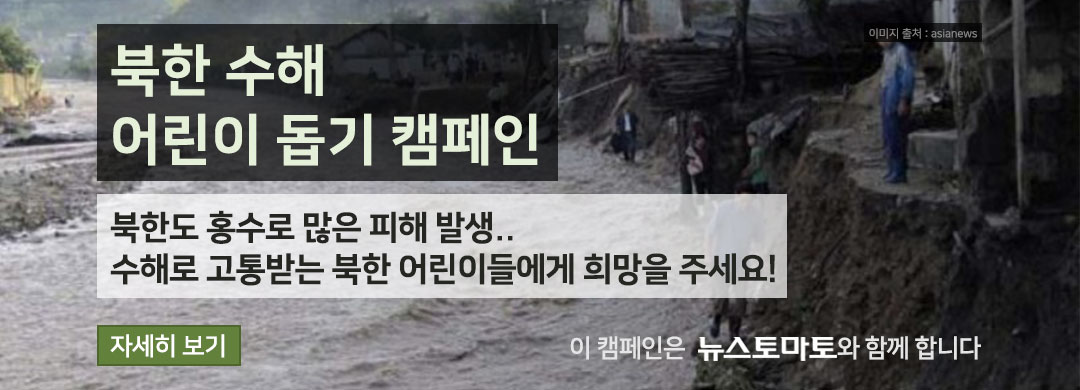 이미지 출처 : asianews
북한 수해
어린이 돕기 캠페인
북한도 홍수로 많은 피해 발생..
수해로 고통받는 북한 어린이들에게 희망을 주세요!
자세히 보기
이 캠페인은 뉴스토마토와 함께 합니다